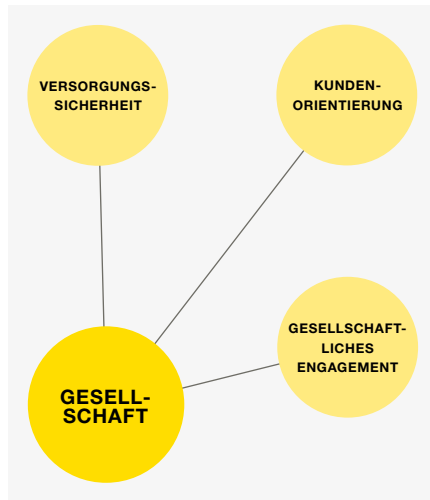 VERSORGUNGS-
SICHERHEIT
KUNDEN-
ORIENTIERUNG
GESELLSCHAFT-
LICHES
ENGAGEMENT
GESELL-
SCHAFT